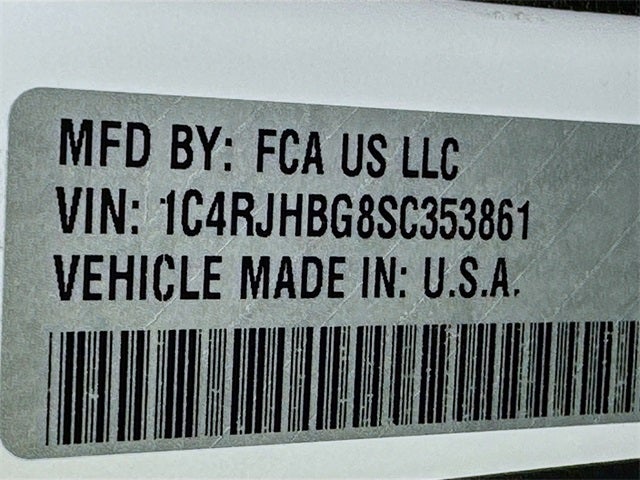 MFD BY: FCA US LLC
VIN: 1C4RJHBG8SC353861
VEHICLE MADE IN: U.S.A.